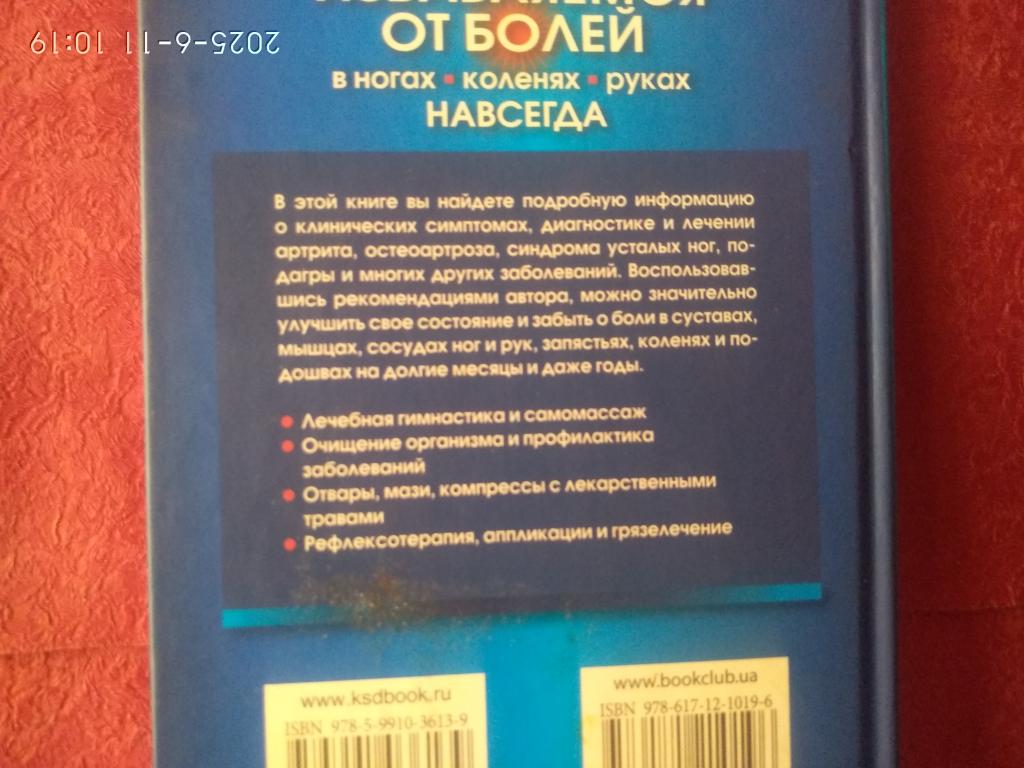 2025-6-11 10:19
ИЗБАВЛЯЕМСЯ
ОТ БОЛЕЙ
в ногах ▪ коленях ▪ руках
НАВСЕГДА
В этой книге вы найдете подробную информацию
о клинических симптомах, диагностике и лечении
артрита, остеоартроза, синдрома усталых ног, по-
дагры и многих других заболеваний. Воспользовав-
шись рекомендациями автора, можно значительно
улучшить свое состояние и забыть о боли в суставах,
мышцах, сосудах ног и рук, запястьях, коленях и по-
дошвах на долгие месяцы и даже годы.
● Лечебная гимнастика и самомассаж
● Очищение организма и профилактика
заболеваний
● Отвары, мази, компрессы с лекарственными
травами
● Рефлексотерапия, аппликации и грязелечение
www.ksdbook.ru
ISBN 978-5-9910-3613-9
www.bookclub.ua
ISBN 978-617-12-1019-6